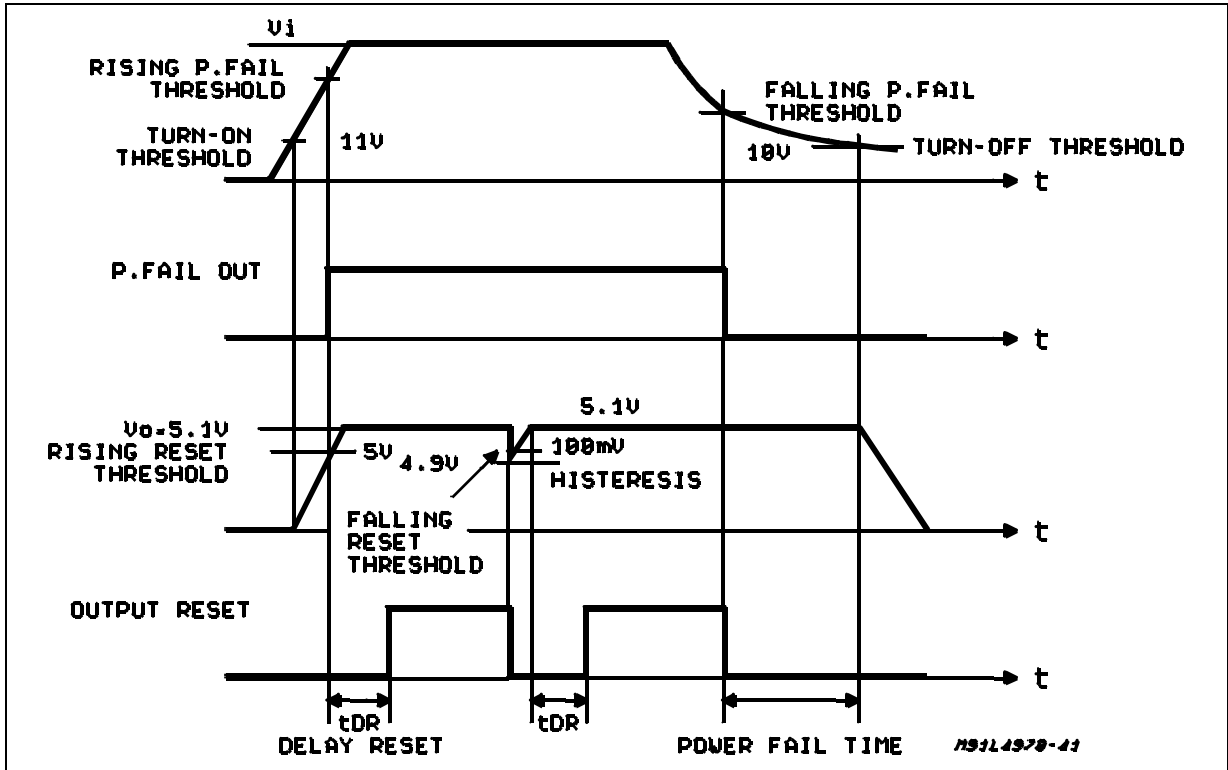 Vi
RISING P.FAIL
THRESHOLD
FALLING P.FAIL
THRESHOLD
TURN-ON
THRESHOLD
11V
10V
TURN-OFF THRESHOLD
t
P.FAIL OUT
t
5.1V
Vo=5.1V
RISING RESET
THRESHOLD
5V
4.9V
100mV
HISTERESIS
FALLING
RESET
THRESHOLD
t
OUTPUT RESET
t
tDR
tDR
DELAY RESET
POWER FAIL TIME
M91L4970-41